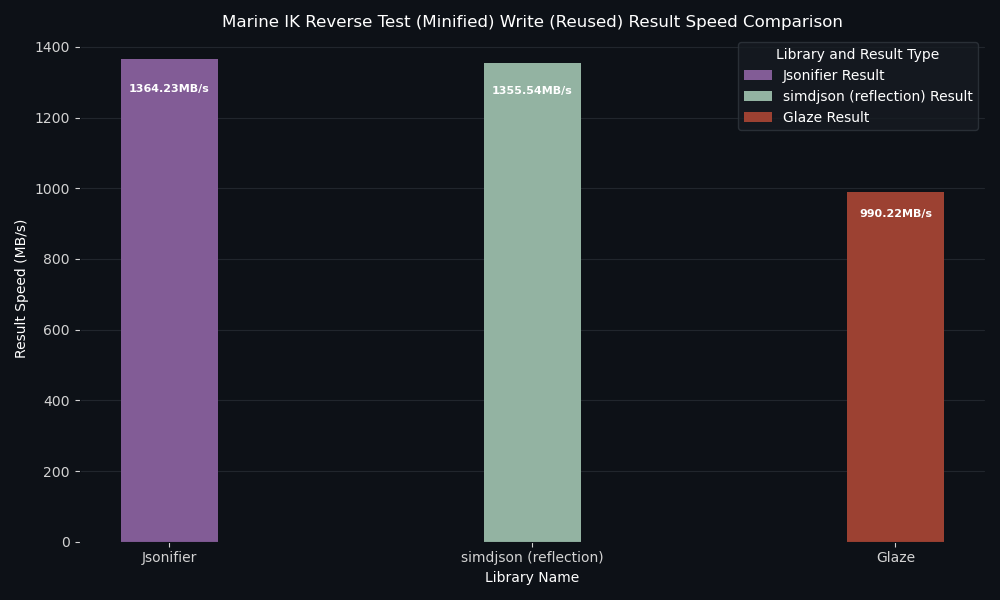 Marine IK Reverse Test (Minified) Write (Reused) Result Speed Comparison
Library and Result Type
Jsonifier Result
simdjson (reflection) Result
Glaze Result
1364.23MB/s
1355.54MB/s
990.22MB/s
Result Speed (MB/s)
1400
1200
1000
800
600
400
200
0
Jsonifier
simdjson (reflection)
Glaze
Library Name